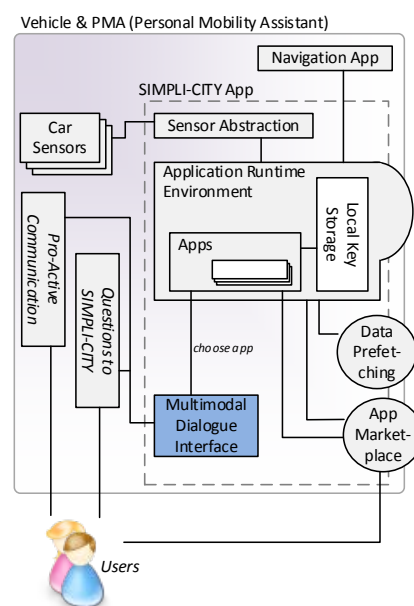 Vehicle & PMA (Personal Mobility Assistant)
Navigation App
SIMPLI-CITY App
Car
Sensors
Sensor Abstraction
Application Runtime
Environment
Local Key
Storage
Apps
Pro-Active
Communication
Questions to
SIMPLI-CITY
choose app
Data
Prefet-
ching
Multimodal
Dialogue
Interface
App
Market-
place
Users